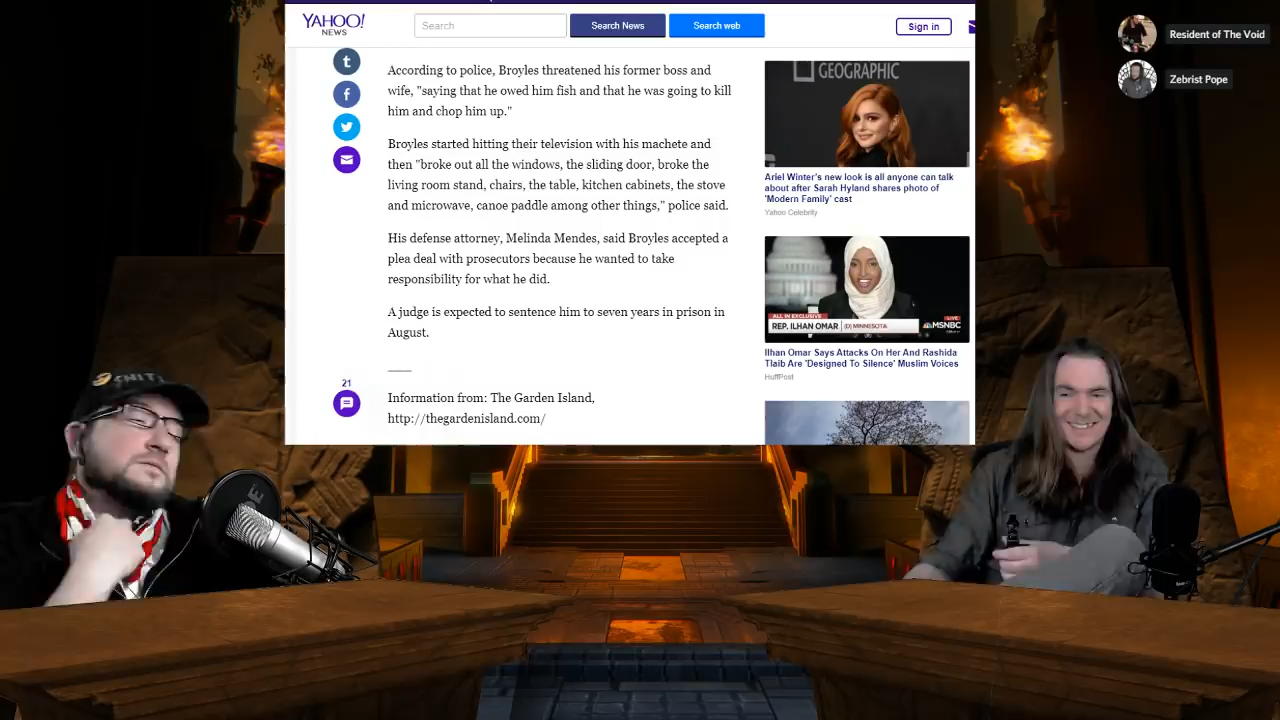 YAHOO!
NEWS
Search
Search News
Search web
Sign in
Resident of The Void
Zebrist Pope
According to police, Broyles threatened his former boss and
wife, "saying that he owed him fish and that he was going to kill
him and chop him up."
Broyles started hitting their television with his machete and
then "broke out all the windows, the sliding door, broke the
living room stand, chairs, the table, kitchen cabinets, the stove
and microwave, canoe paddle among other things," police said.
His defense attorney, Melinda Mendes, said Broyles accepted a
plea deal with prosecutors because he wanted to take
responsibility for what he did.
A judge is expected to sentence him to seven years in prison in
August.
21
Information from: The Garden Island,
http://thegardenisland.com/
GEOGRAPHIC
Ariel Winter's new look is all anyone can talk
about after Sarah Hyland shares photo of
'Modern Family' cast
Yahoo Celebrity
ALL IN EXCLUSIVE
REP. ILHAN OMAR (D) MINNESOTA
LIVE
MSNBC
Ilhan Omar Says Attacks On Her And Rashida
Tlaib Are 'Designed To Silence' Muslim Voices
HuffPost